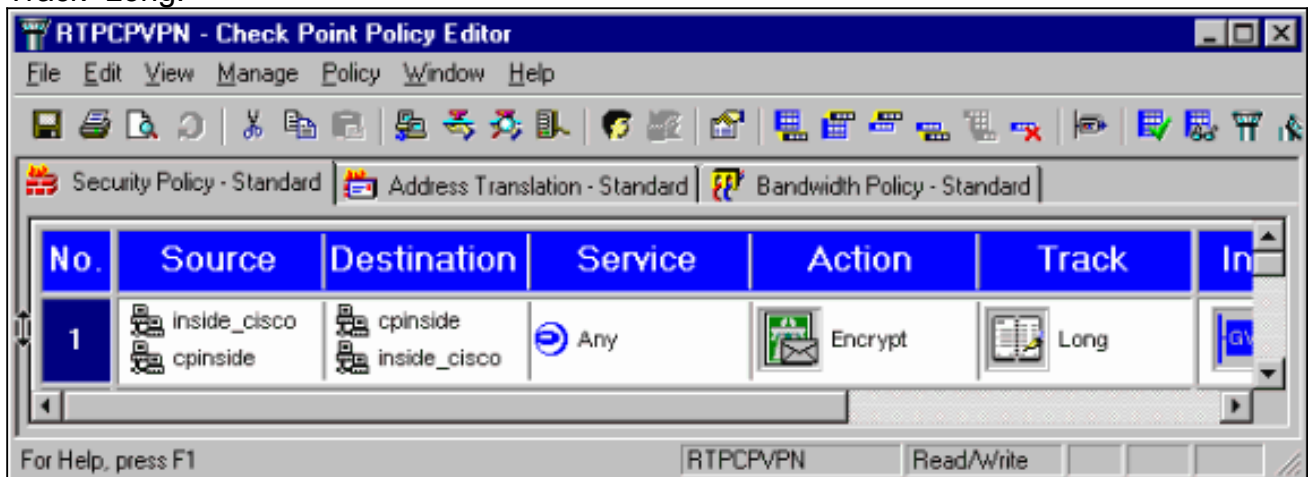 Track Long.
RTPCPVPN - Check Point Policy Editor
File Edit View Manage Policy Window Help
Security Policy - Standard Address Translation - Standard Bandwidth Policy - Standard
No. Source Destination Service Action Track In
1 inside_cisco cpinside Any Encrypt Long
cpinside inside_cisco
For Help, press F1 RTPCPVPN Read/Write